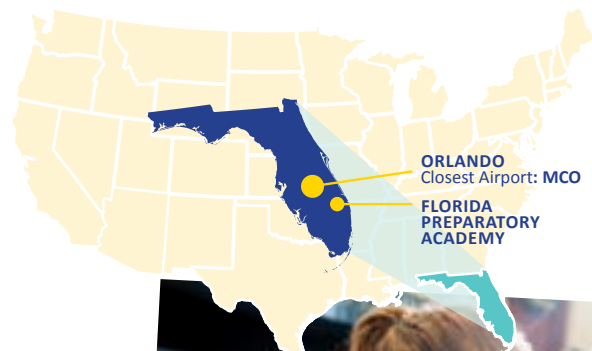 ORLANDO
Closest Airport: MCO
FLORIDA
PREPARATORY
ACADEMY